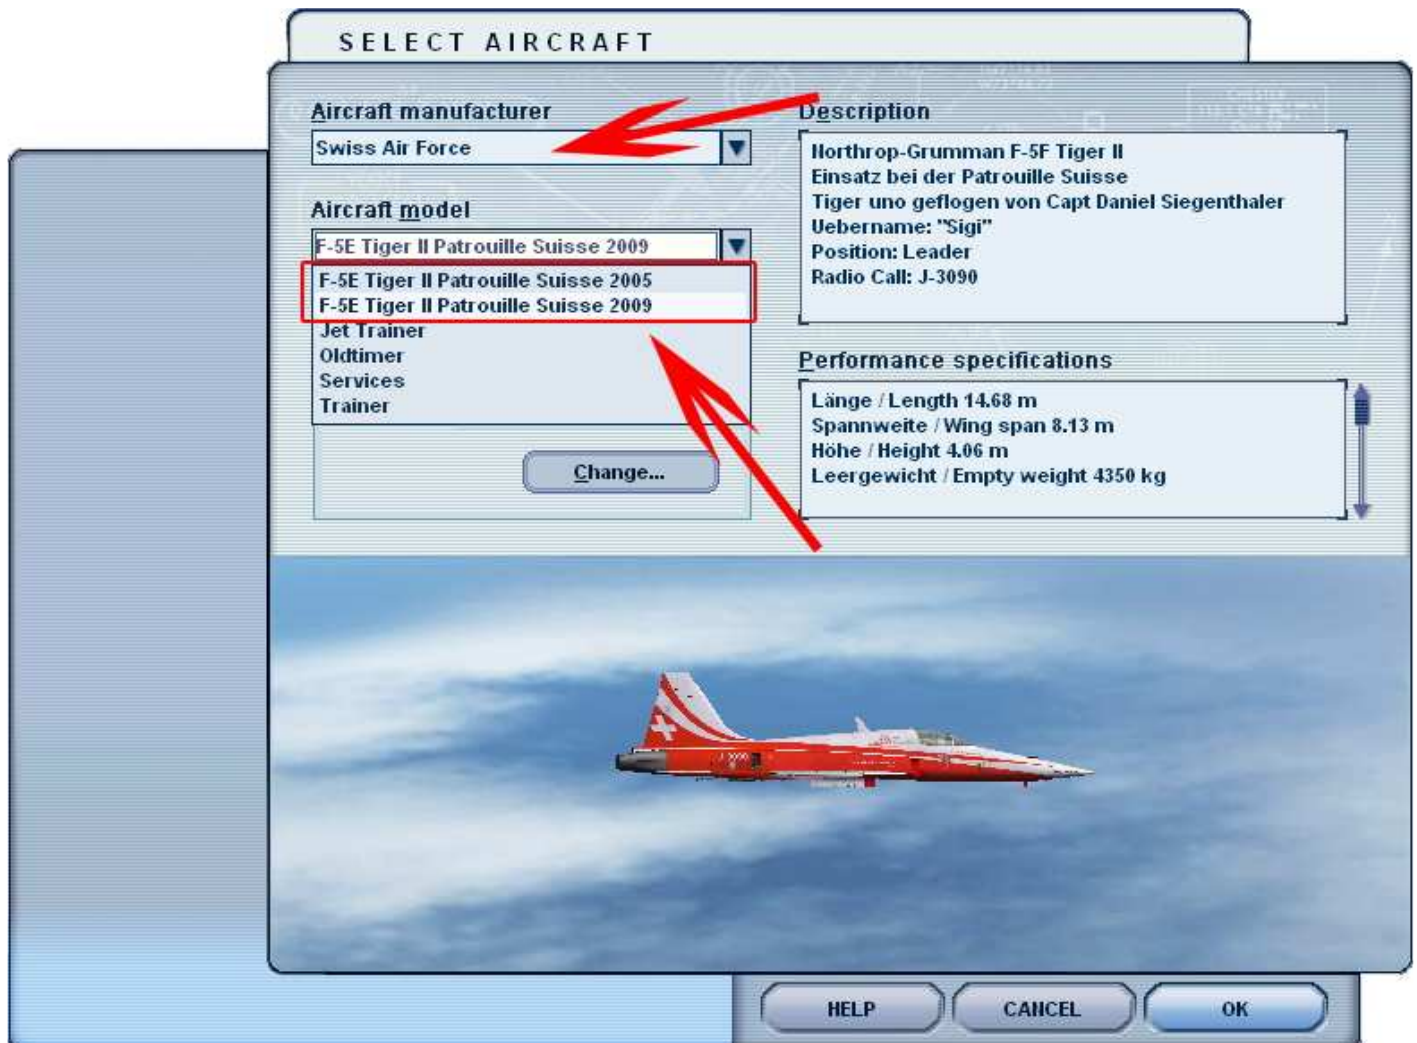 SELECT AIRCRAFT
Aircraft manufacturer
Swiss Air Force
Aircraft model
F-5E Tiger II Patrouille Suisse 2009
F-5E Tiger II Patrouille Suisse 2005
F-5E Tiger II Patrouille Suisse 2009
Jet Trainer
Oldtimer
Services
Trainer
Change...
Description
Northrop-Grumman F-5F Tiger II
Einsatz bei der Patrouille Suisse
Tiger uno geflogen von Capt Daniel Siegenthaler
Uebername: "Sigi"
Position: Leader
Radio Call: J-3090
Performance specifications
Länge / Length 14.68 m
Spannweite / Wing span 8.13 m
Höhe / Height 4.06 m
Leergewicht / Empty weight 4350 kg
HELP
CANCEL
OK